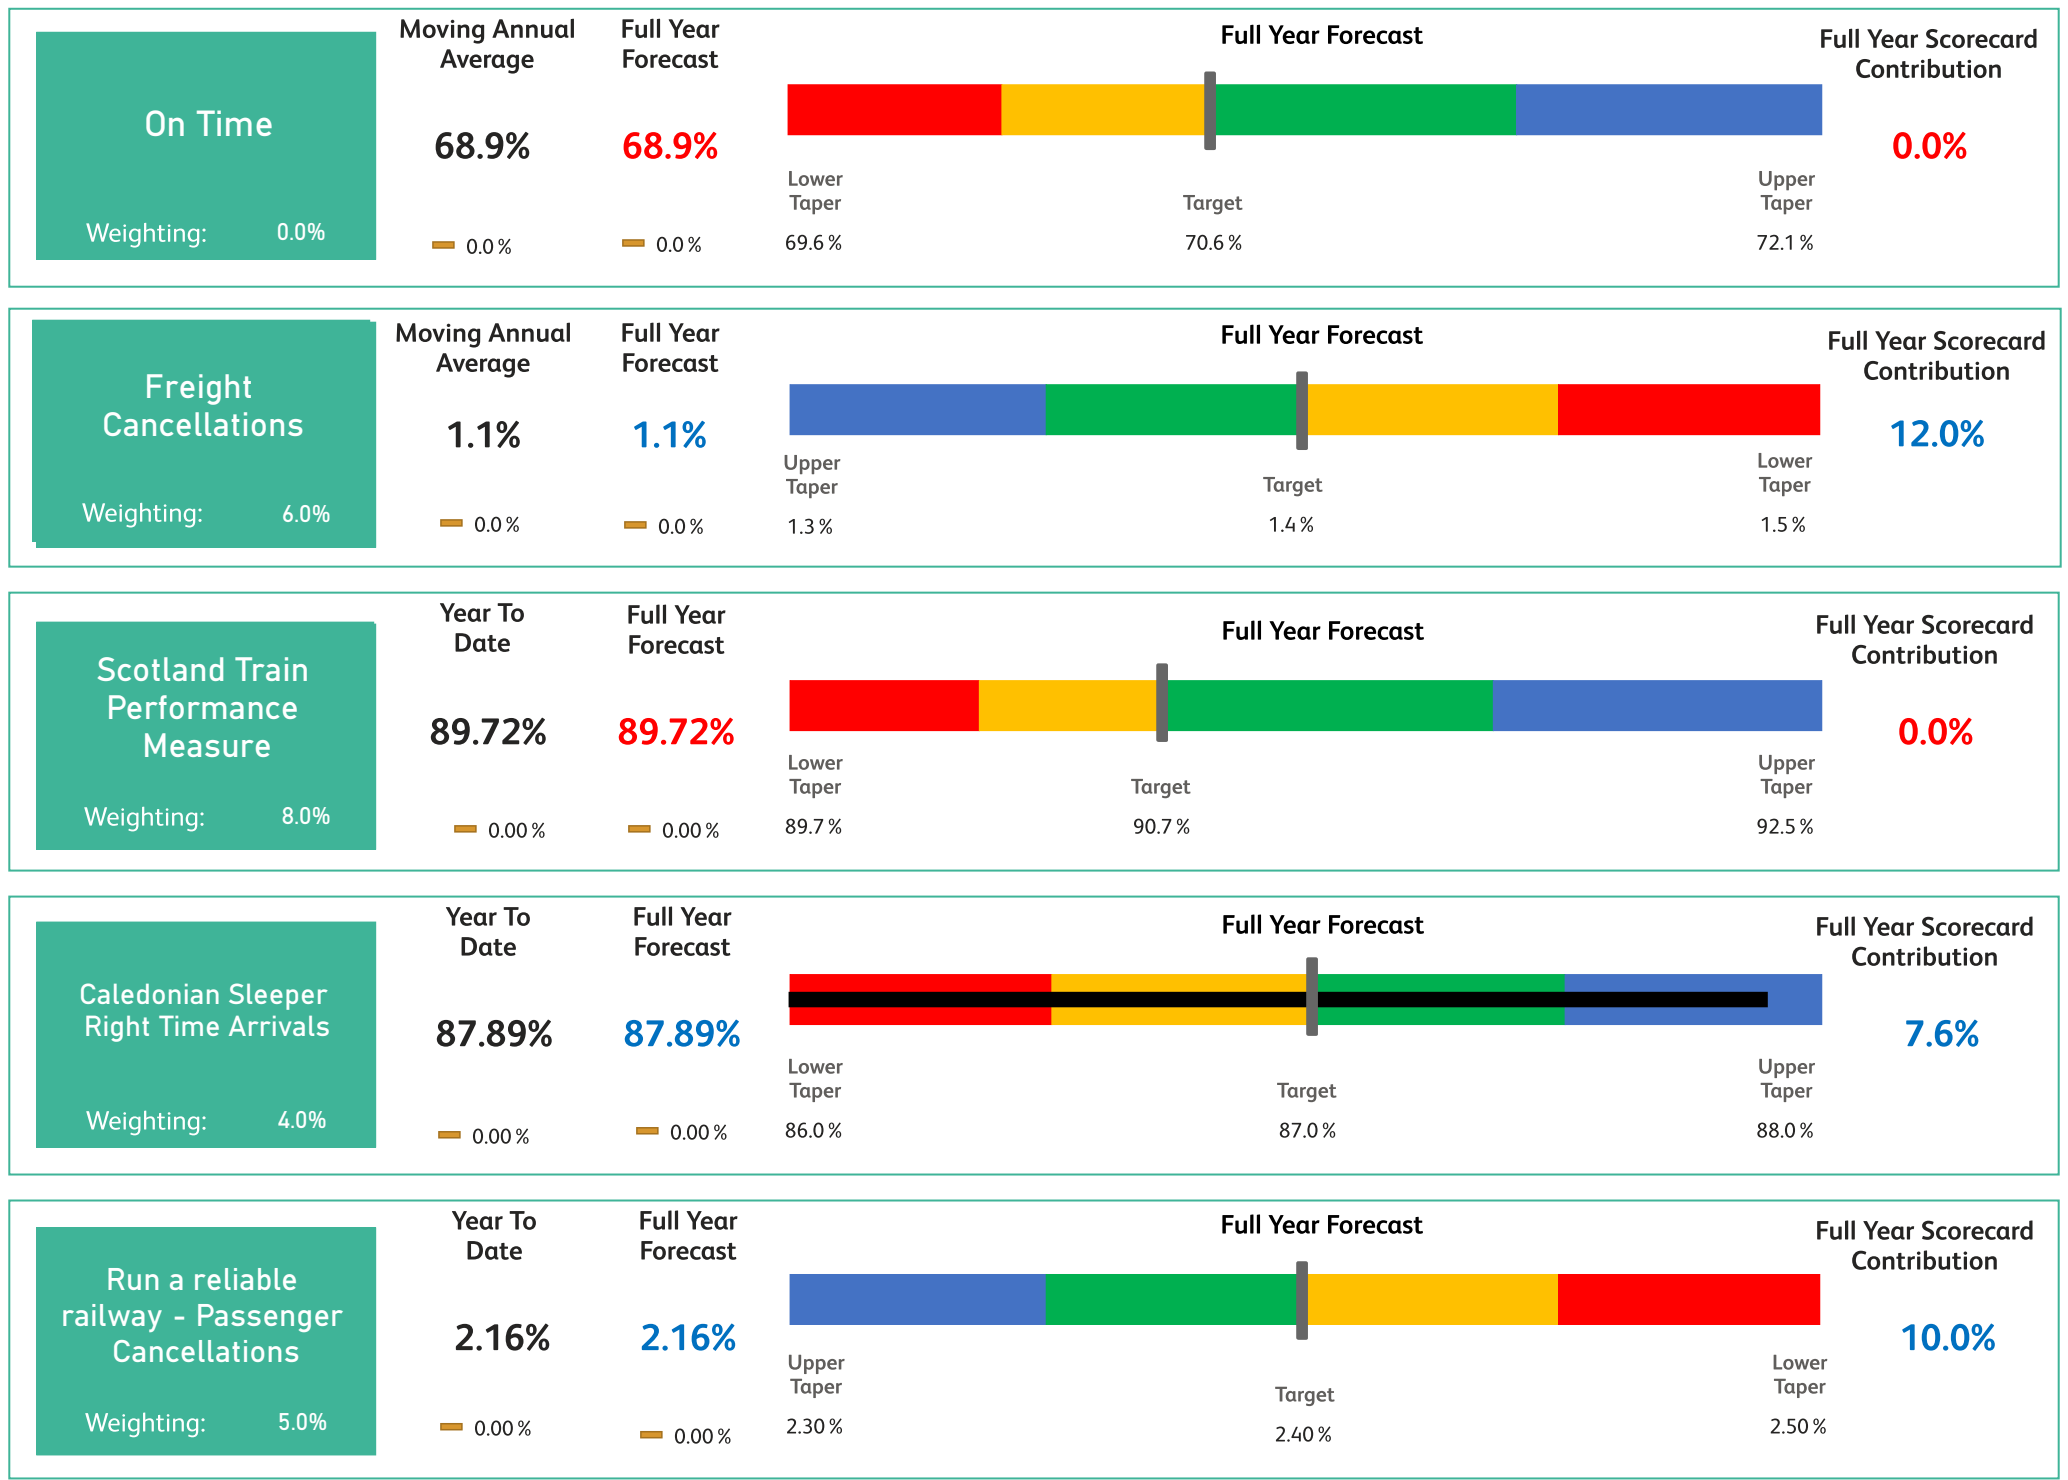 On Time
Weighting: 0.0%
Moving Annual
Average
68.9%
0.0 %
Full Year
Forecast
68.9%
0.0 %
Full Year Forecast
Lower
Taper
69.6 %
Target
70.6 %
Upper
Taper
72.1 %
Full Year Scorecard
Contribution
0.0%
Freight
Cancellations
Weighting: 6.0%
Moving Annual
Average
1.1%
0.0 %
Full Year
Forecast
1.1%
0.0 %
Full Year Forecast
Upper
Taper
1.3 %
Target
1.4 %
Lower
Taper
1.5 %
Full Year Scorecard
Contribution
12.0%
Scotland Train
Performance
Measure
Weighting: 8.0%
Year To
Date
89.72%
0.00 %
Full Year
Forecast
89.72%
0.00 %
Full Year Forecast
Lower
Taper
89.7 %
Target
90.7 %
Upper
Taper
92.5 %
Full Year Scorecard
Contribution
0.0%
Caledonian Sleeper
Right Time Arrivals
Weighting: 4.0%
Year To
Date
87.89%
0.00 %
Full Year
Forecast
87.89%
0.00 %
Full Year Forecast
Lower
Taper
86.0 %
Target
87.0 %
Upper
Taper
88.0 %
Full Year Scorecard
Contribution
7.6%
Run a reliable
railway - Passenger
Cancellations
Weighting: 5.0%
Year To
Date
2.16%
0.00 %
Full Year
Forecast
2.16%
0.00 %
Full Year Forecast
Upper
Taper
2.30 %
Target
2.40 %
Lower
Taper
2.50 %
Full Year Scorecard
Contribution
10.0%